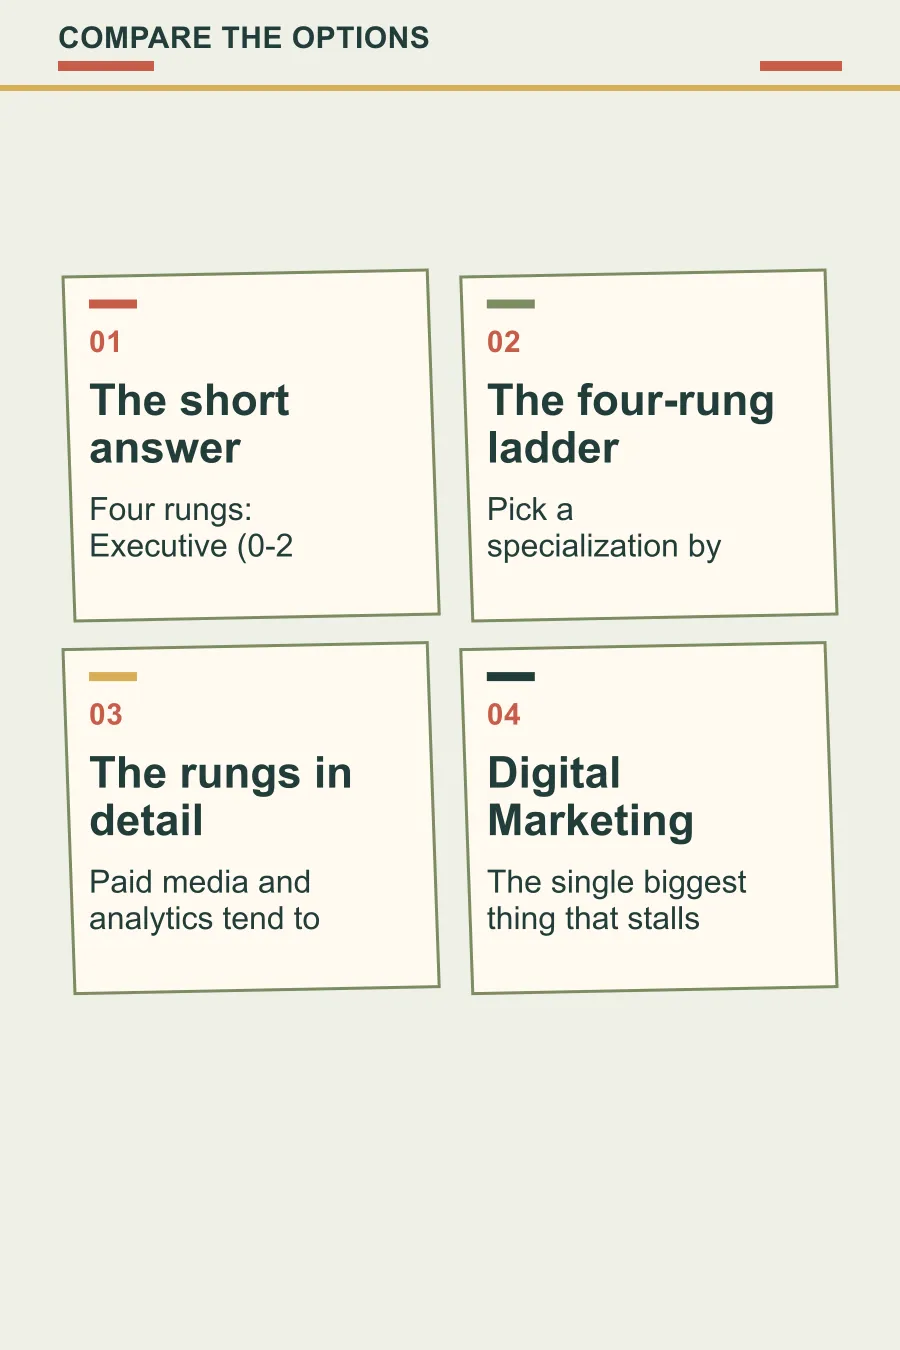 COMPARE THE OPTIONS
01
The short
answer
Four rungs:
Executive (0-2
02
The four-rung
ladder
Pick a
specialization by
03
The rungs in
detail
Paid media and
analytics tend to
04
Digital
Marketing
The single biggest
thing that stalls